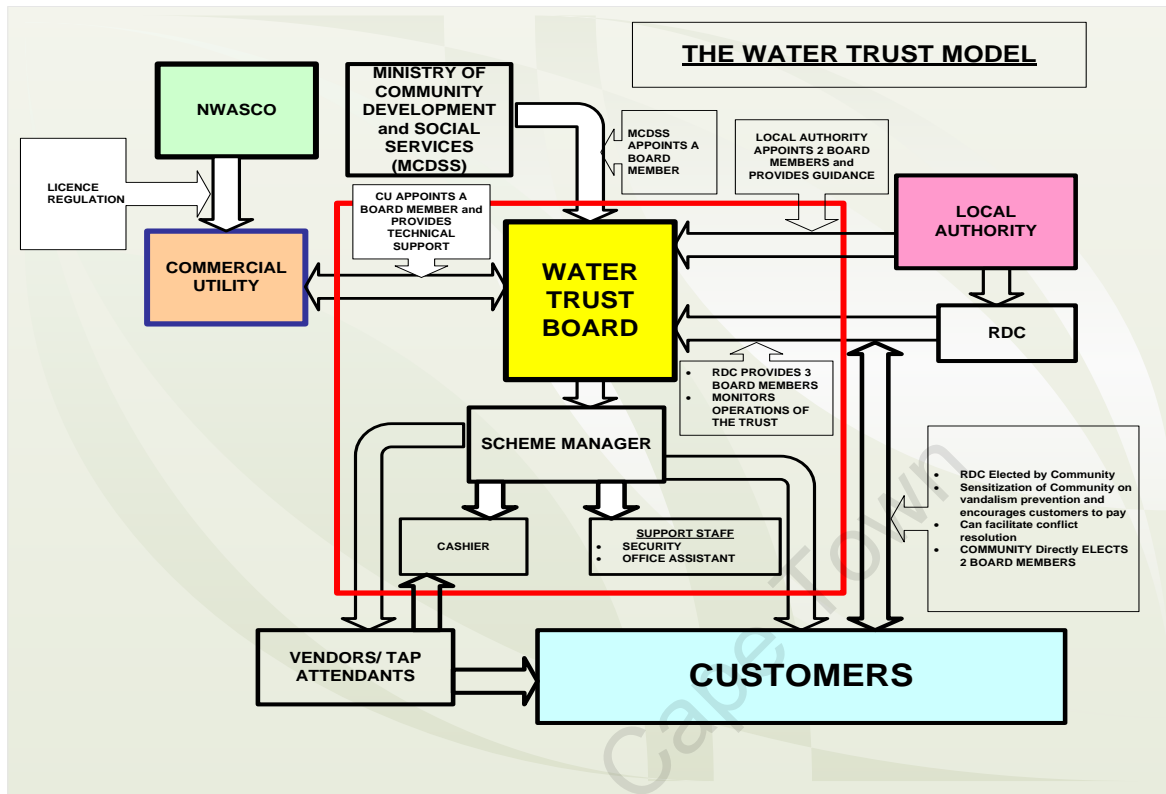 THE WATER TRUST MODEL
NWASCO
MINISTRY OF
COMMUNITY
DEVELOPMENT
and SOCIAL
SERVICES
(MCDSS)
MCDSS
APPOINTS A
BOARD
MEMBER
LOCAL AUTHORITY
APPOINTS 2 BOARD
MEMBERS and
PROVIDES GUIDANCE
LICENCE
REGULATION
CU APPOINTS A
BOARD MEMBER and
PROVIDES
TECHNICAL
SUPPORT
LOCAL
AUTHORITY
COMMERCIAL
UTILITY
WATER
TRUST
BOARD
RDC
• RDC PROVIDES 3
BOARD MEMBERS
• MONITORS
OPERATIONS OF
THE TRUST
SCHEME MANAGER
• RDC Elected by Community
• Sensitization of Community on
vandalism prevention and
encourages customers to pay
• Can facilitate conflict
resolution
• COMMUNITY Directly ELECTS
2 BOARD MEMBERS
CASHIER
SUPPORT STAFF
• SECURITY
• OFFICE ASSISTANT
VENDORS/ TAP
ATTENDANTS
CUSTOMERS
Cape Town